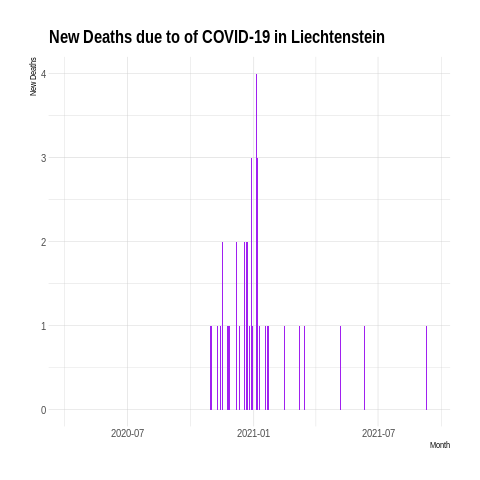 New Deaths due to of COVID-19 in Liechtenstein
New Deaths
4
3
2
1
0
2020-07
2021-01
2021-07
Month